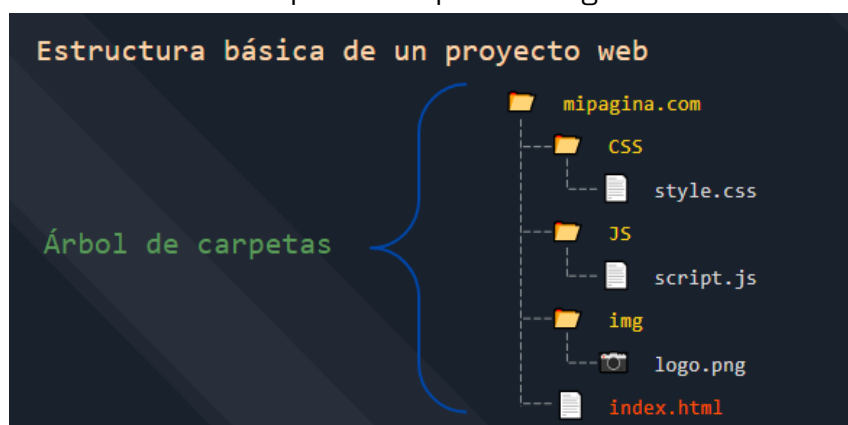 Estructura básica de un proyecto web
mipagina.com
CSS
style.css
Árbol de carpetas
JS
script.js
img
logo.png
index.html